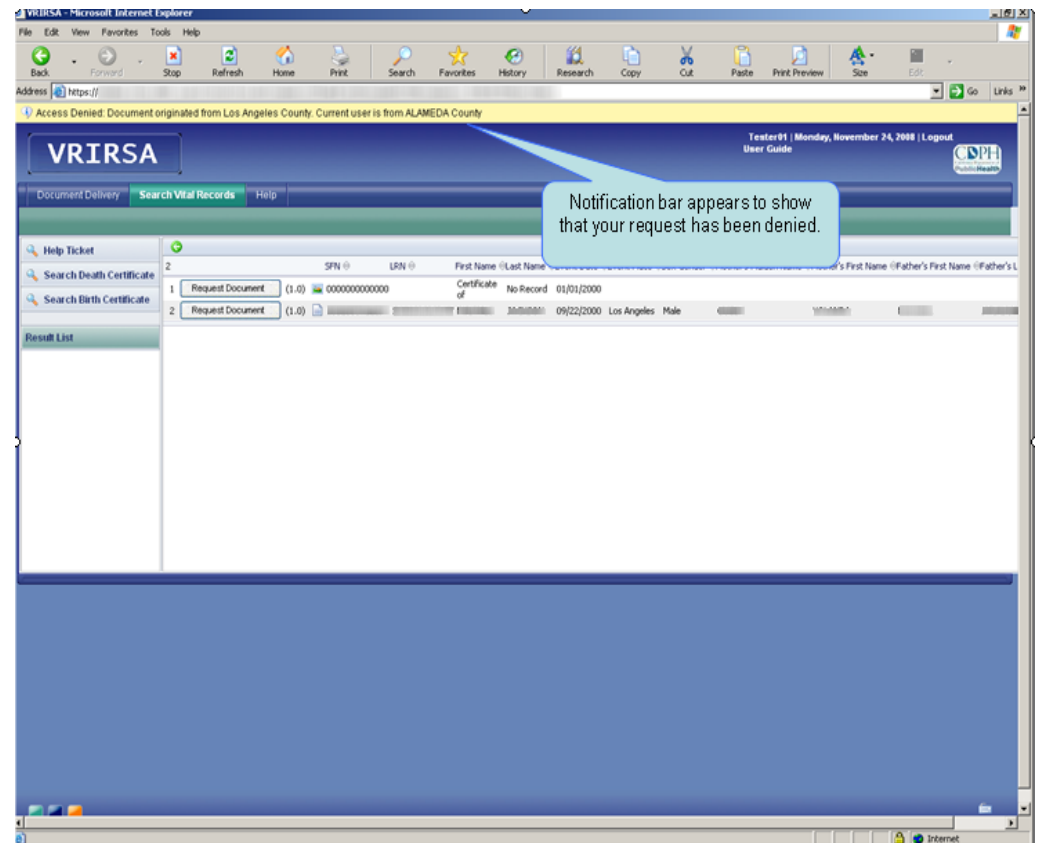 VRIRSA - Microsoft Internet Explorer
File Edit View Favorites Tools Help
Back Forward Stop Refresh Home Print Search Favorites History Research Copy Cut Paste Print Preview Size Edit
Address https:// Go Links »
Access Denied: Document originated from Los Angeles County. Current user is from ALAMEDA County
Tester01 | Monday, November 24, 2008 | Logout
User Guide
VRIRSA
CDPH
PublicHealth
Document Delivery Search Vital Records Help
Notification bar appears to show
that your request has been denied.
Help Ticket
Search Death Certificate
Search Birth Certificate
Result List
2 SFN LRN First Name Last Name First Name Father's First Name Father's L
1 Request Document (1.0) 0000000000000 Certificate of No Record 01/01/2000
2 Request Document (1.0) 09/22/2000 Los Angeles Male
Internet